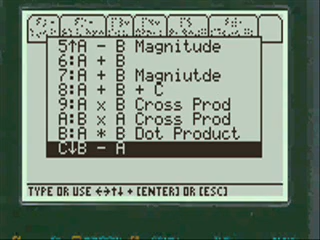 5↑A - B Magnitude
6:A + B
7:A + B Magniutde
8:A + B + C
9:A x B Cross Prod
A:B x A Cross Prod
B:A * B Dot Product
C↓B - A
TYPE OR USE ←→↑↓ + [ENTER] OR [ESC]